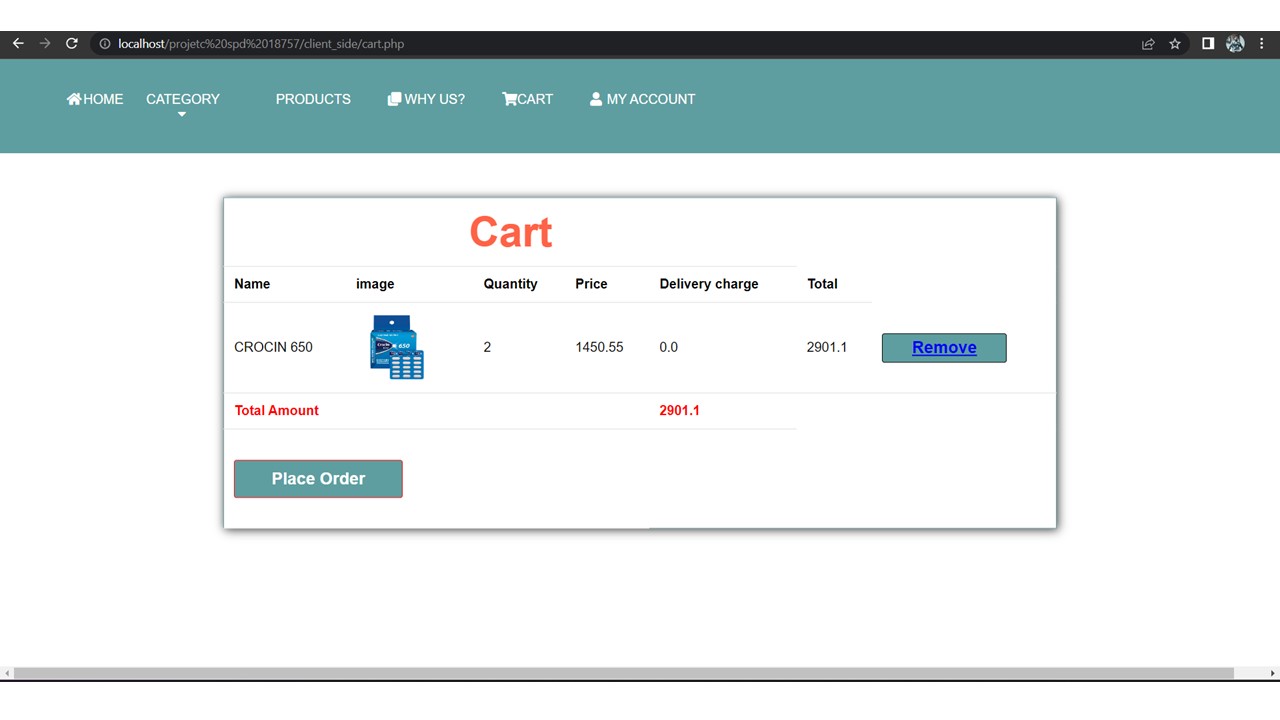 localhost/projetc%20spd%2018757/client_side/cart.php
HOME CATEGORY PRODUCTS WHY US? CART MY ACCOUNT
Cart
Name image Quantity Price Delivery charge Total
CROCIN 650 2 1450.55 0.0 2901.1 Remove
650
Total Amount 2901.1
Place Order